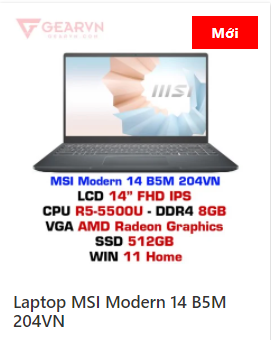 GEARVN
Mới
msi
MSI Modern 14 B5M 204VN
LCD 14" FHD IPS
CPU R5-5500U - DDR4 8GB
VGA AMD Radeon Graphics
SSD 512GB
WIN 11 Home
Laptop MSI Modern 14 B5M
204VN